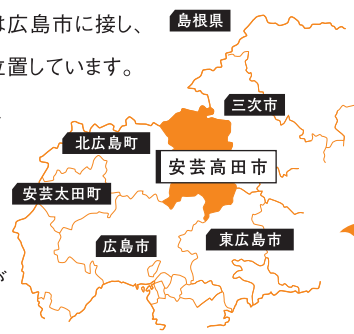 は広島市に接し、
立置しています。
が
島根県
三次市
北広島町
安芸高田市
安芸太田町
広島市
東広島市